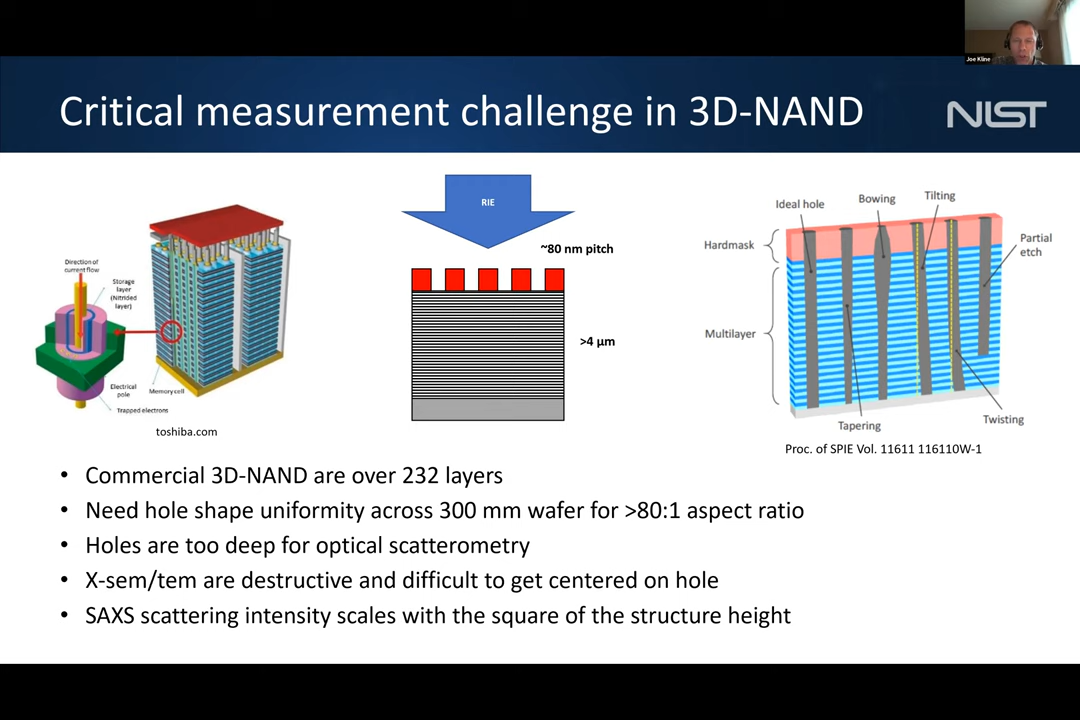 Joe Kline
Critical measurement challenge in 3D-NAND
NIST
Direction of
current flow
Storage
layer
(Nitrided
layer)
Electrical
pole
Memory cell
Trapped electrons
toshiba.com
RIE
~80 nm pitch
>4 μm
Ideal hole
Bowing
Tilting
Hardmask
Partial
etch
Multilayer
Tapering
Twisting
Proc. of SPIE Vol. 11611 116110W-1
• Commercial 3D-NAND are over 232 layers
• Need hole shape uniformity across 300 mm wafer for >80:1 aspect ratio
• Holes are too deep for optical scatterometry
• X-sem/tem are destructive and difficult to get centered on hole
• SAXS scattering intensity scales with the square of the structure height